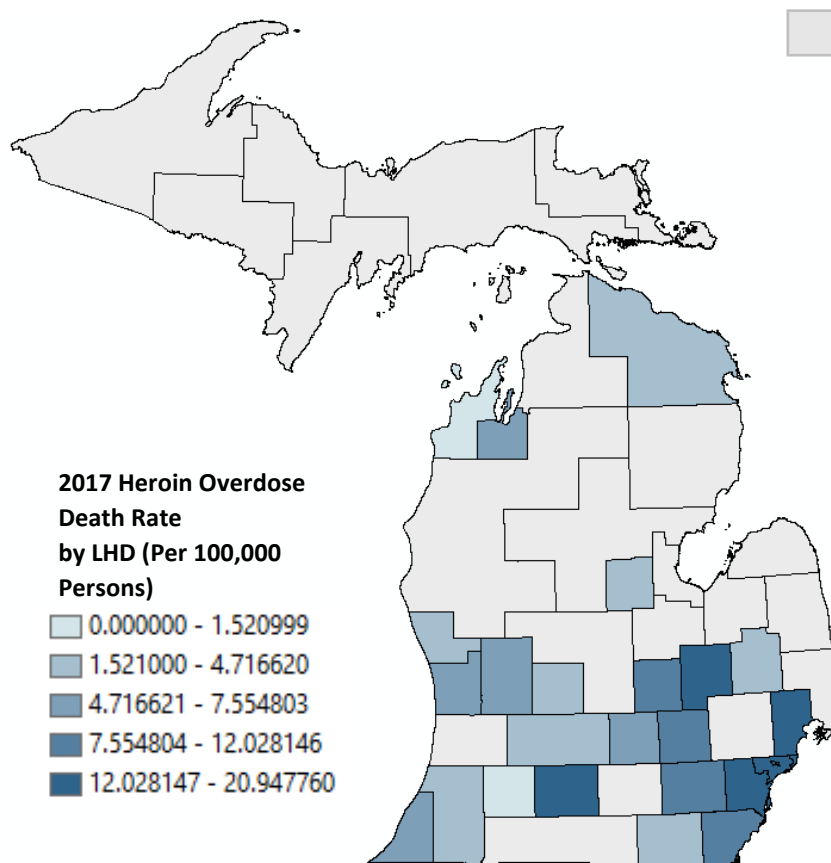 2017 Heroin Overdose
Death Rate
by LHD (Per 100,000
Persons)
0.000000 - 1.520999
1.521000 - 4.716620
4.716621 - 7.554803
7.554804 - 12.028146
12.028147 - 20.947760